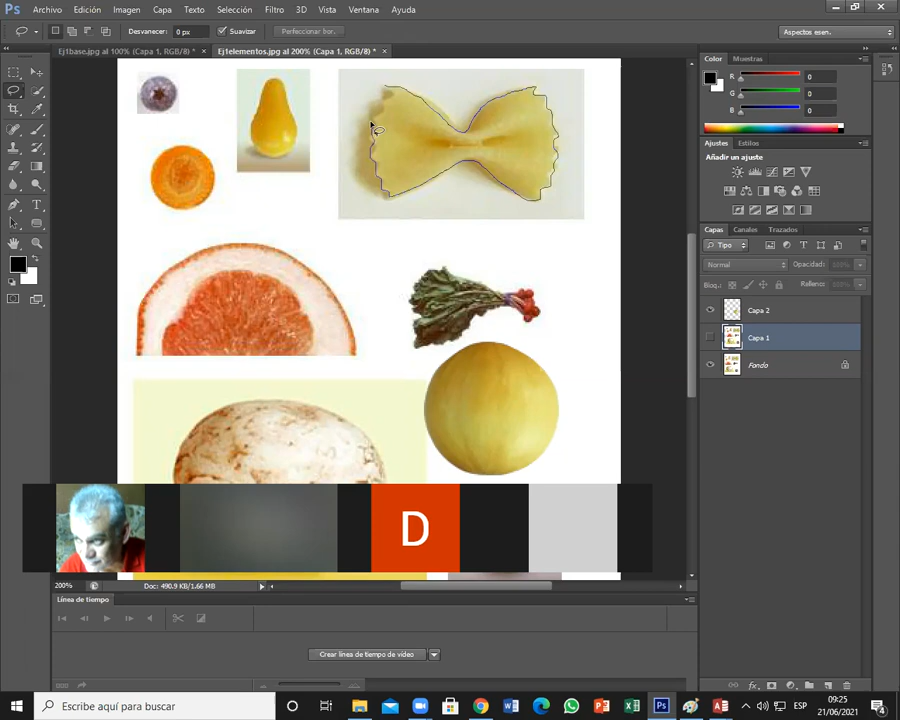 Ps Archivo Edición Imagen Capa Texto Selección Filtro 3D Vista Ventana Ayuda
Desvanecer: 0 px Suavizar Perfeccionar bor. Aspectos esen.
Ej1base.jpg al 100% (Capa 1, RGB/8) * × Ej1elementos.jpg al 200% (Capa 1, RGB/8) * ×
Color Muestras
R 0
G 0
B 0
Ajustes Estilos
Añadir un ajuste
Capas Canales Trazados
Tipo
Normal Opacidad: 100%
Bloq.: Relleno: 100%
Capa 2
Capa 1
Fondo
D
200% Doc: 490.9 KB/1.66 MB
Línea de tiempo
Crear línea de tiempo de vídeo
Escribe aquí para buscar
ESP
09:25
21/06/2021
4